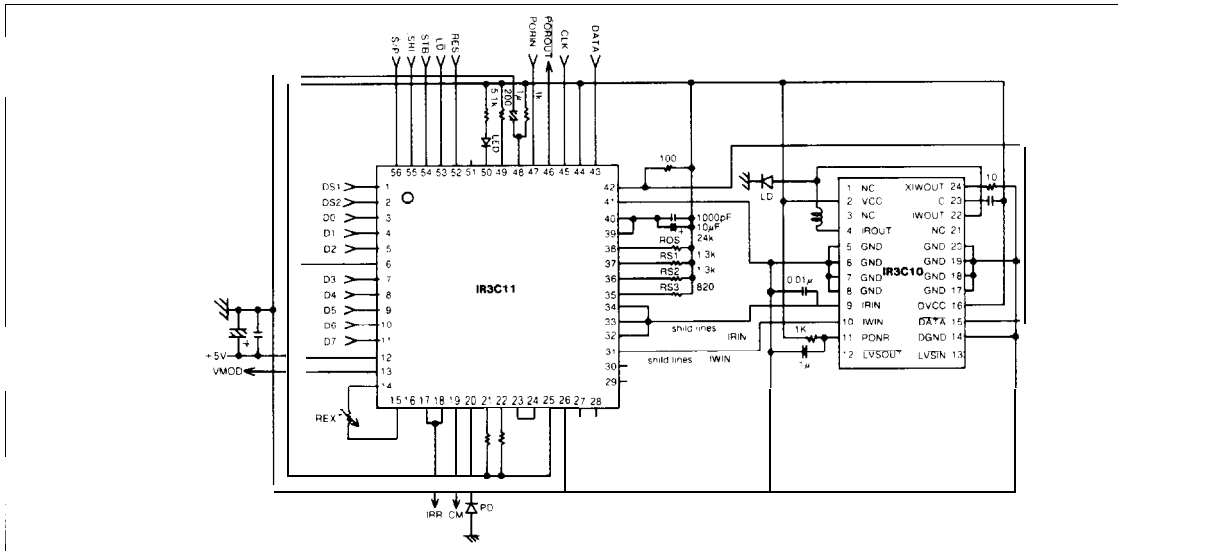 S/P SRI STB LD RES PORIN POROUT CLK DATA
5.1k 200 1μ 1k
LED
56 55 54 53 52 51 50 49 48 47 46 45 44 43
DS1 1
DS2 2
D0 3
D1 4
D2 5
6
D3 7
D4 8
D5 9
D6 10
D7 11
+5V 12
VMOD 13
14
REX
IR3C11
15 16 17 18 19 20 21 22 23 24 25 26 27 28
IRR CM PD
42
41
40
39
38
37
36
35
34
33
32
31
30
29
100
1000pF
10μF
+
ROS 24k
RS1 1.3k
RS2 1.3k
RS3 820
shild lines IRIN
shild lines IWIN
LD
0.01μ
1K
1μ
10
IR3C10
1 NC XIWOUT 24
2 VCC C 23
3 NC IWOUT 22
4 IROUT NC 21
5 GND GND 20
6 GND GND 19
7 GND GND 18
8 GND GND 17
9 IRIN OVCC 16
10 IWIN DATA 15
11 PONR DGND 14
12 LVSOUT LVSIN 13